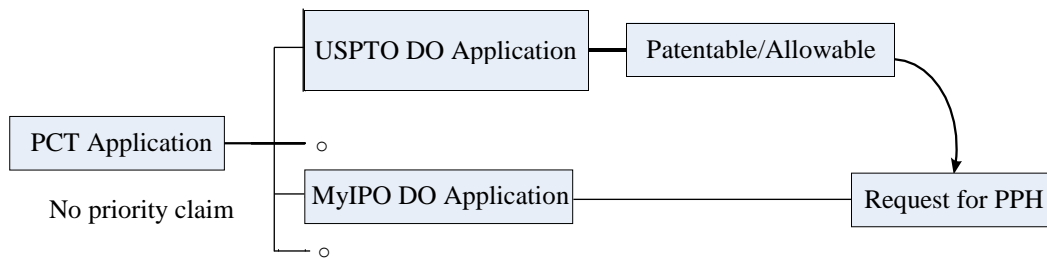 USPTO DO Application
Patentable/Allowable
PCT Application
MyIPO DO Application
Request for PPH
No priority claim